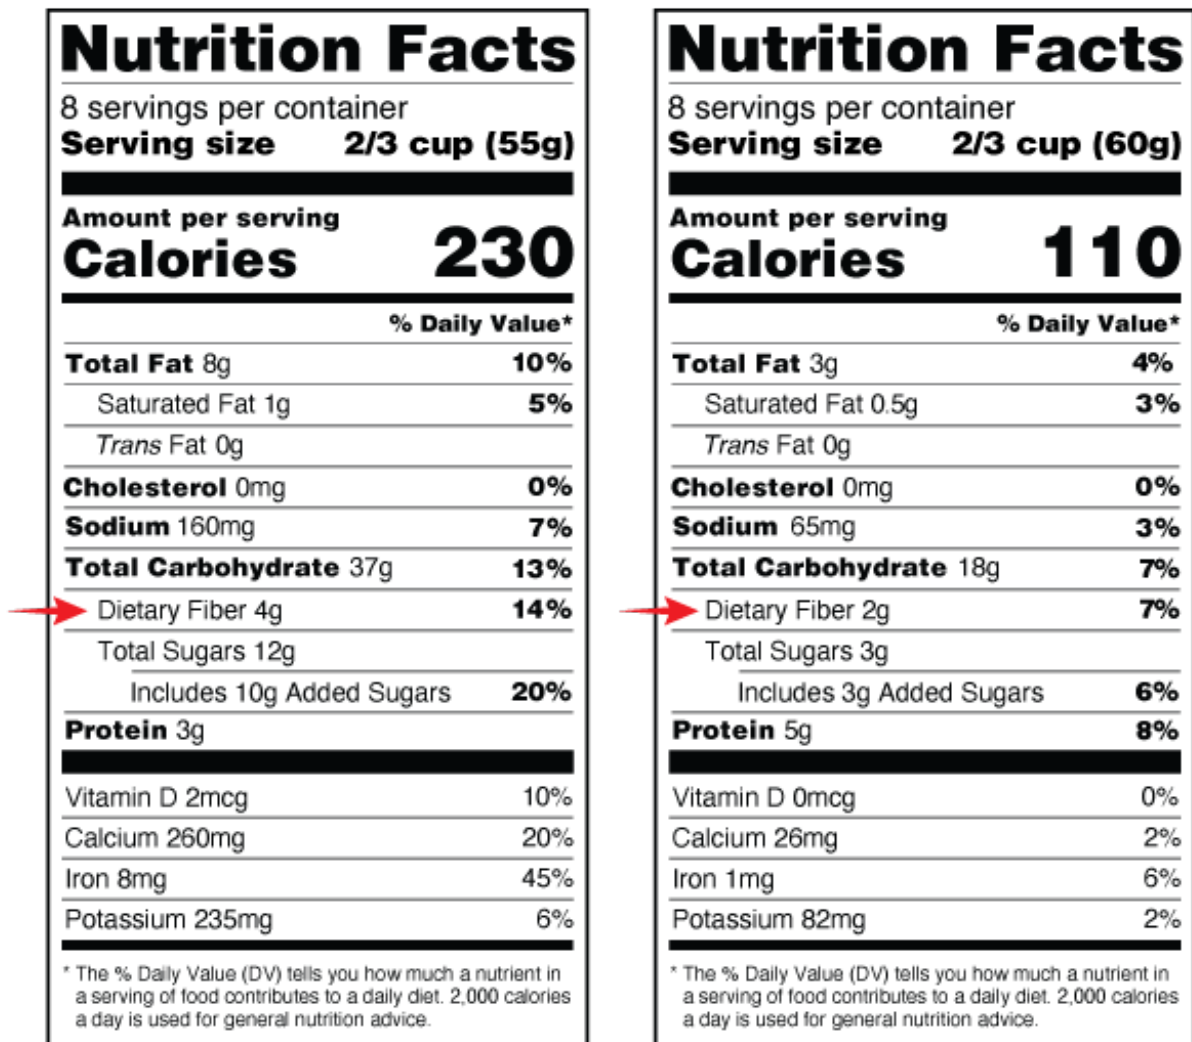 Nutrition Facts
8 servings per container
Serving size 2/3 cup (55g)
Amount per serving
Calories 230
% Daily Value*
Total Fat 8g 10%
Saturated Fat 1g 5%
Trans Fat 0g
Cholesterol 0mg 0%
Sodium 160mg 7%
Total Carbohydrate 37g 13%
Dietary Fiber 4g 14%
Total Sugars 12g
Includes 10g Added Sugars 20%
Protein 3g
Vitamin D 2mcg 10%
Calcium 260mg 20%
Iron 8mg 45%
Potassium 235mg 6%
* The % Daily Value (DV) tells you how much a nutrient in
a serving of food contributes to a daily diet. 2,000 calories
a day is used for general nutrition advice.
Nutrition Facts
8 servings per container
Serving size 2/3 cup (60g)
Amount per serving
Calories 110
% Daily Value*
Total Fat 3g 4%
Saturated Fat 0.5g 3%
Trans Fat 0g
Cholesterol 0mg 0%
Sodium 65mg 3%
Total Carbohydrate 18g 7%
Dietary Fiber 2g 7%
Total Sugars 3g
Includes 3g Added Sugars 6%
Protein 5g 8%
Vitamin D 0mcg 0%
Calcium 26mg 2%
Iron 1mg 6%
Potassium 82mg 2%
* The % Daily Value (DV) tells you how much a nutrient in
a serving of food contributes to a daily diet. 2,000 calories
a day is used for general nutrition advice.